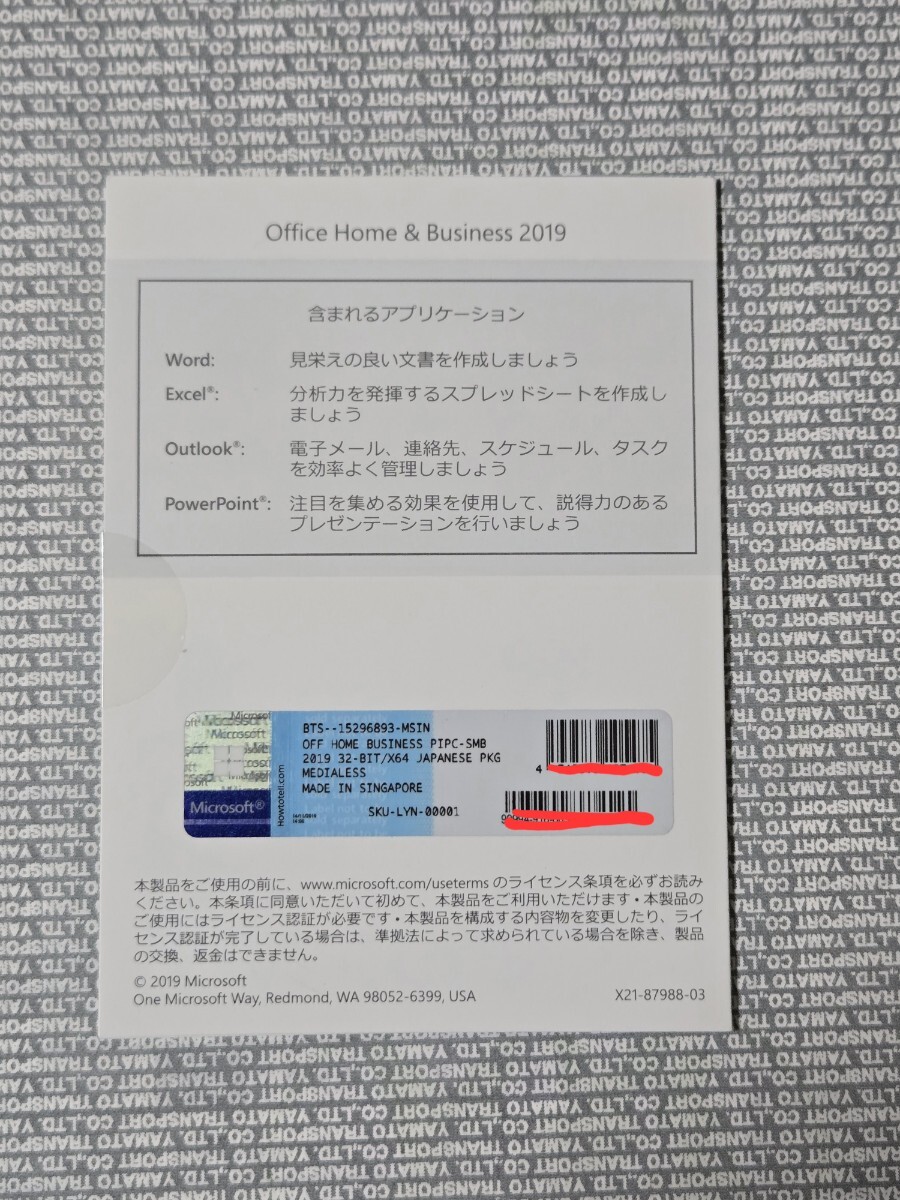 Office Home & Business 2019
含まれるアプリケーション
Word: 見栄えの良い文書を作成しましょう
Excel®: 分析力を発揮するスプレッドシートを作成し
ましょう
Outlook®: 電子メール、連絡先、スケジュール、タスク
を効率よく管理しましょう
PowerPoint®: 注目を集める効果を使用して、説得力のある
プレゼンテーションを行いましょう
BTS--15296893-MSIN
OFF HOME BUSINESS PIPC-SMB
2019 32-BIT/X64 JAPANESE PKG
MEDIALESS
MADE IN SINGAPORE
SKU-LYN-00001
4
Microsoft®
Howtotell.com
本製品をご使用の前に、www.microsoft.com/useterms のライセンス条項を必ずお読み
ください。本条項に同意いただいて初めて、本製品をご利用いただけます・本製品の
ご使用にはライセンス認証が必要です・本製品を構成する内容物を変更したり、ライ
センス認証が完了している場合は、準拠法によって求められている場合を除き、製品
の交換、返金はできません。
© 2019 Microsoft
One Microsoft Way, Redmond, WA 98052-6399, USA
X21-87988-03
YAMATO TRANSPORT CO.,LTD.